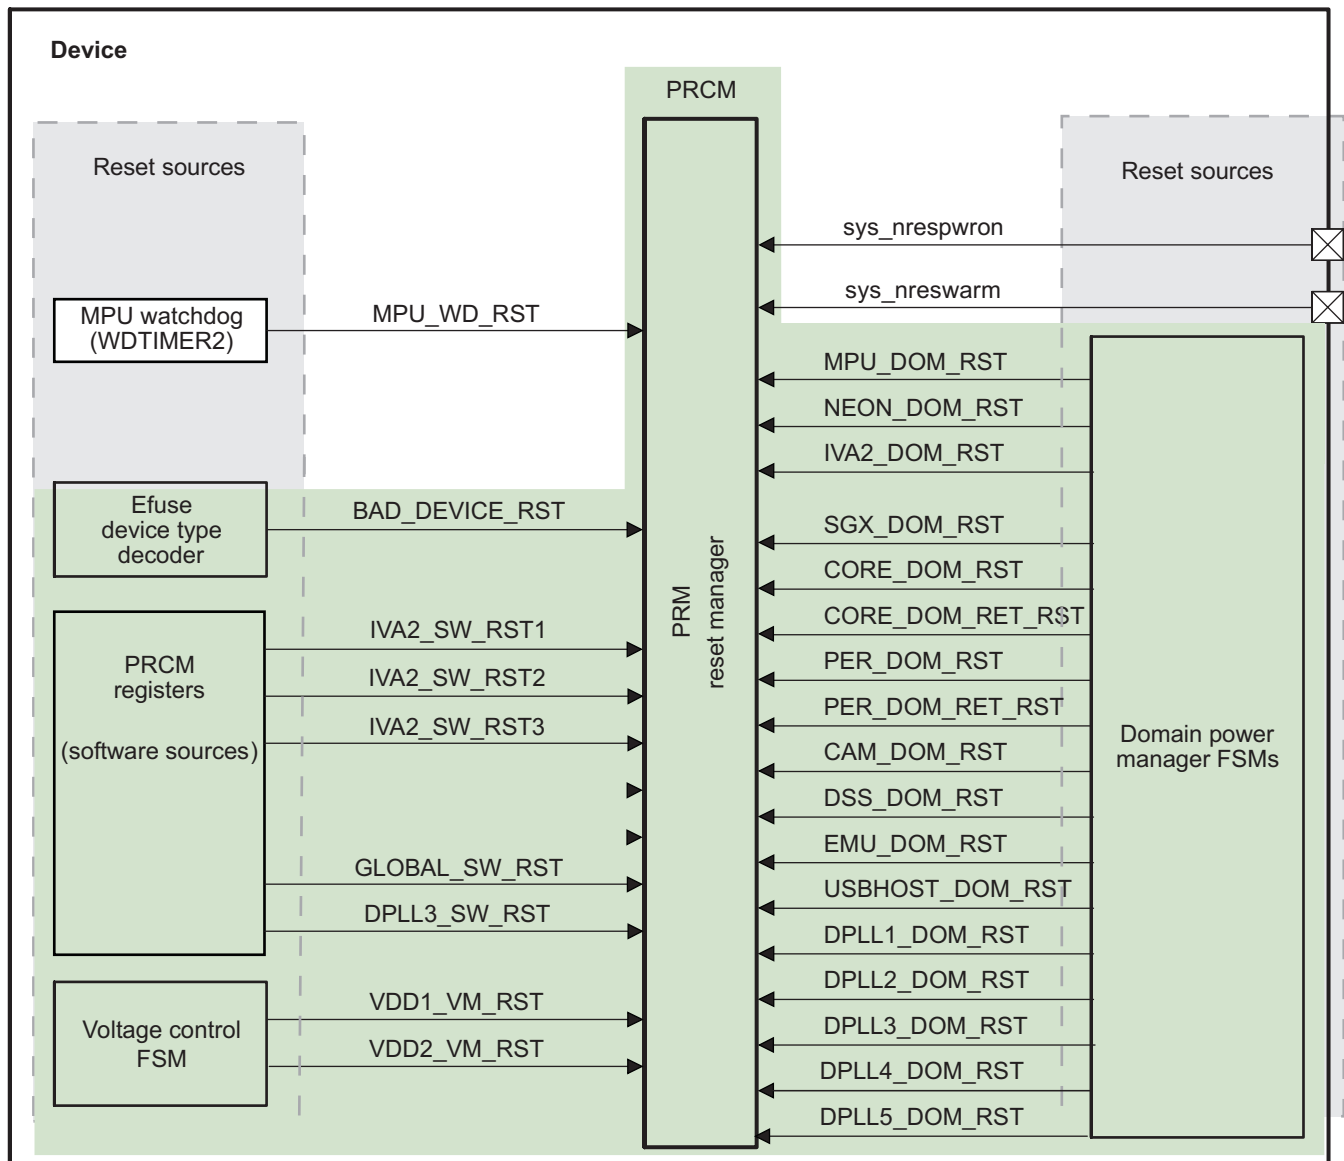 Device
PRCM
Reset sources
MPU watchdog
(WDTIMER2)
MPU_WD_RST
Efuse
device type
decoder
BAD_DEVICE_RST
PRCM
registers
(software sources)
IVA2_SW_RST1
IVA2_SW_RST2
IVA2_SW_RST3
GLOBAL_SW_RST
DPLL3_SW_RST
Voltage control
FSM
VDD1_VM_RST
VDD2_VM_RST
PRM
reset manager
Reset sources
sys_nrespwron
sys_nreswarm
MPU_DOM_RST
NEON_DOM_RST
IVA2_DOM_RST
SGX_DOM_RST
CORE_DOM_RST
CORE_DOM_RET_RST
PER_DOM_RST
PER_DOM_RET_RST
CAM_DOM_RST
DSS_DOM_RST
EMU_DOM_RST
USBHOST_DOM_RST
DPLL1_DOM_RST
DPLL2_DOM_RST
DPLL3_DOM_RST
DPLL4_DOM_RST
DPLL5_DOM_RST
Domain power
manager FSMs